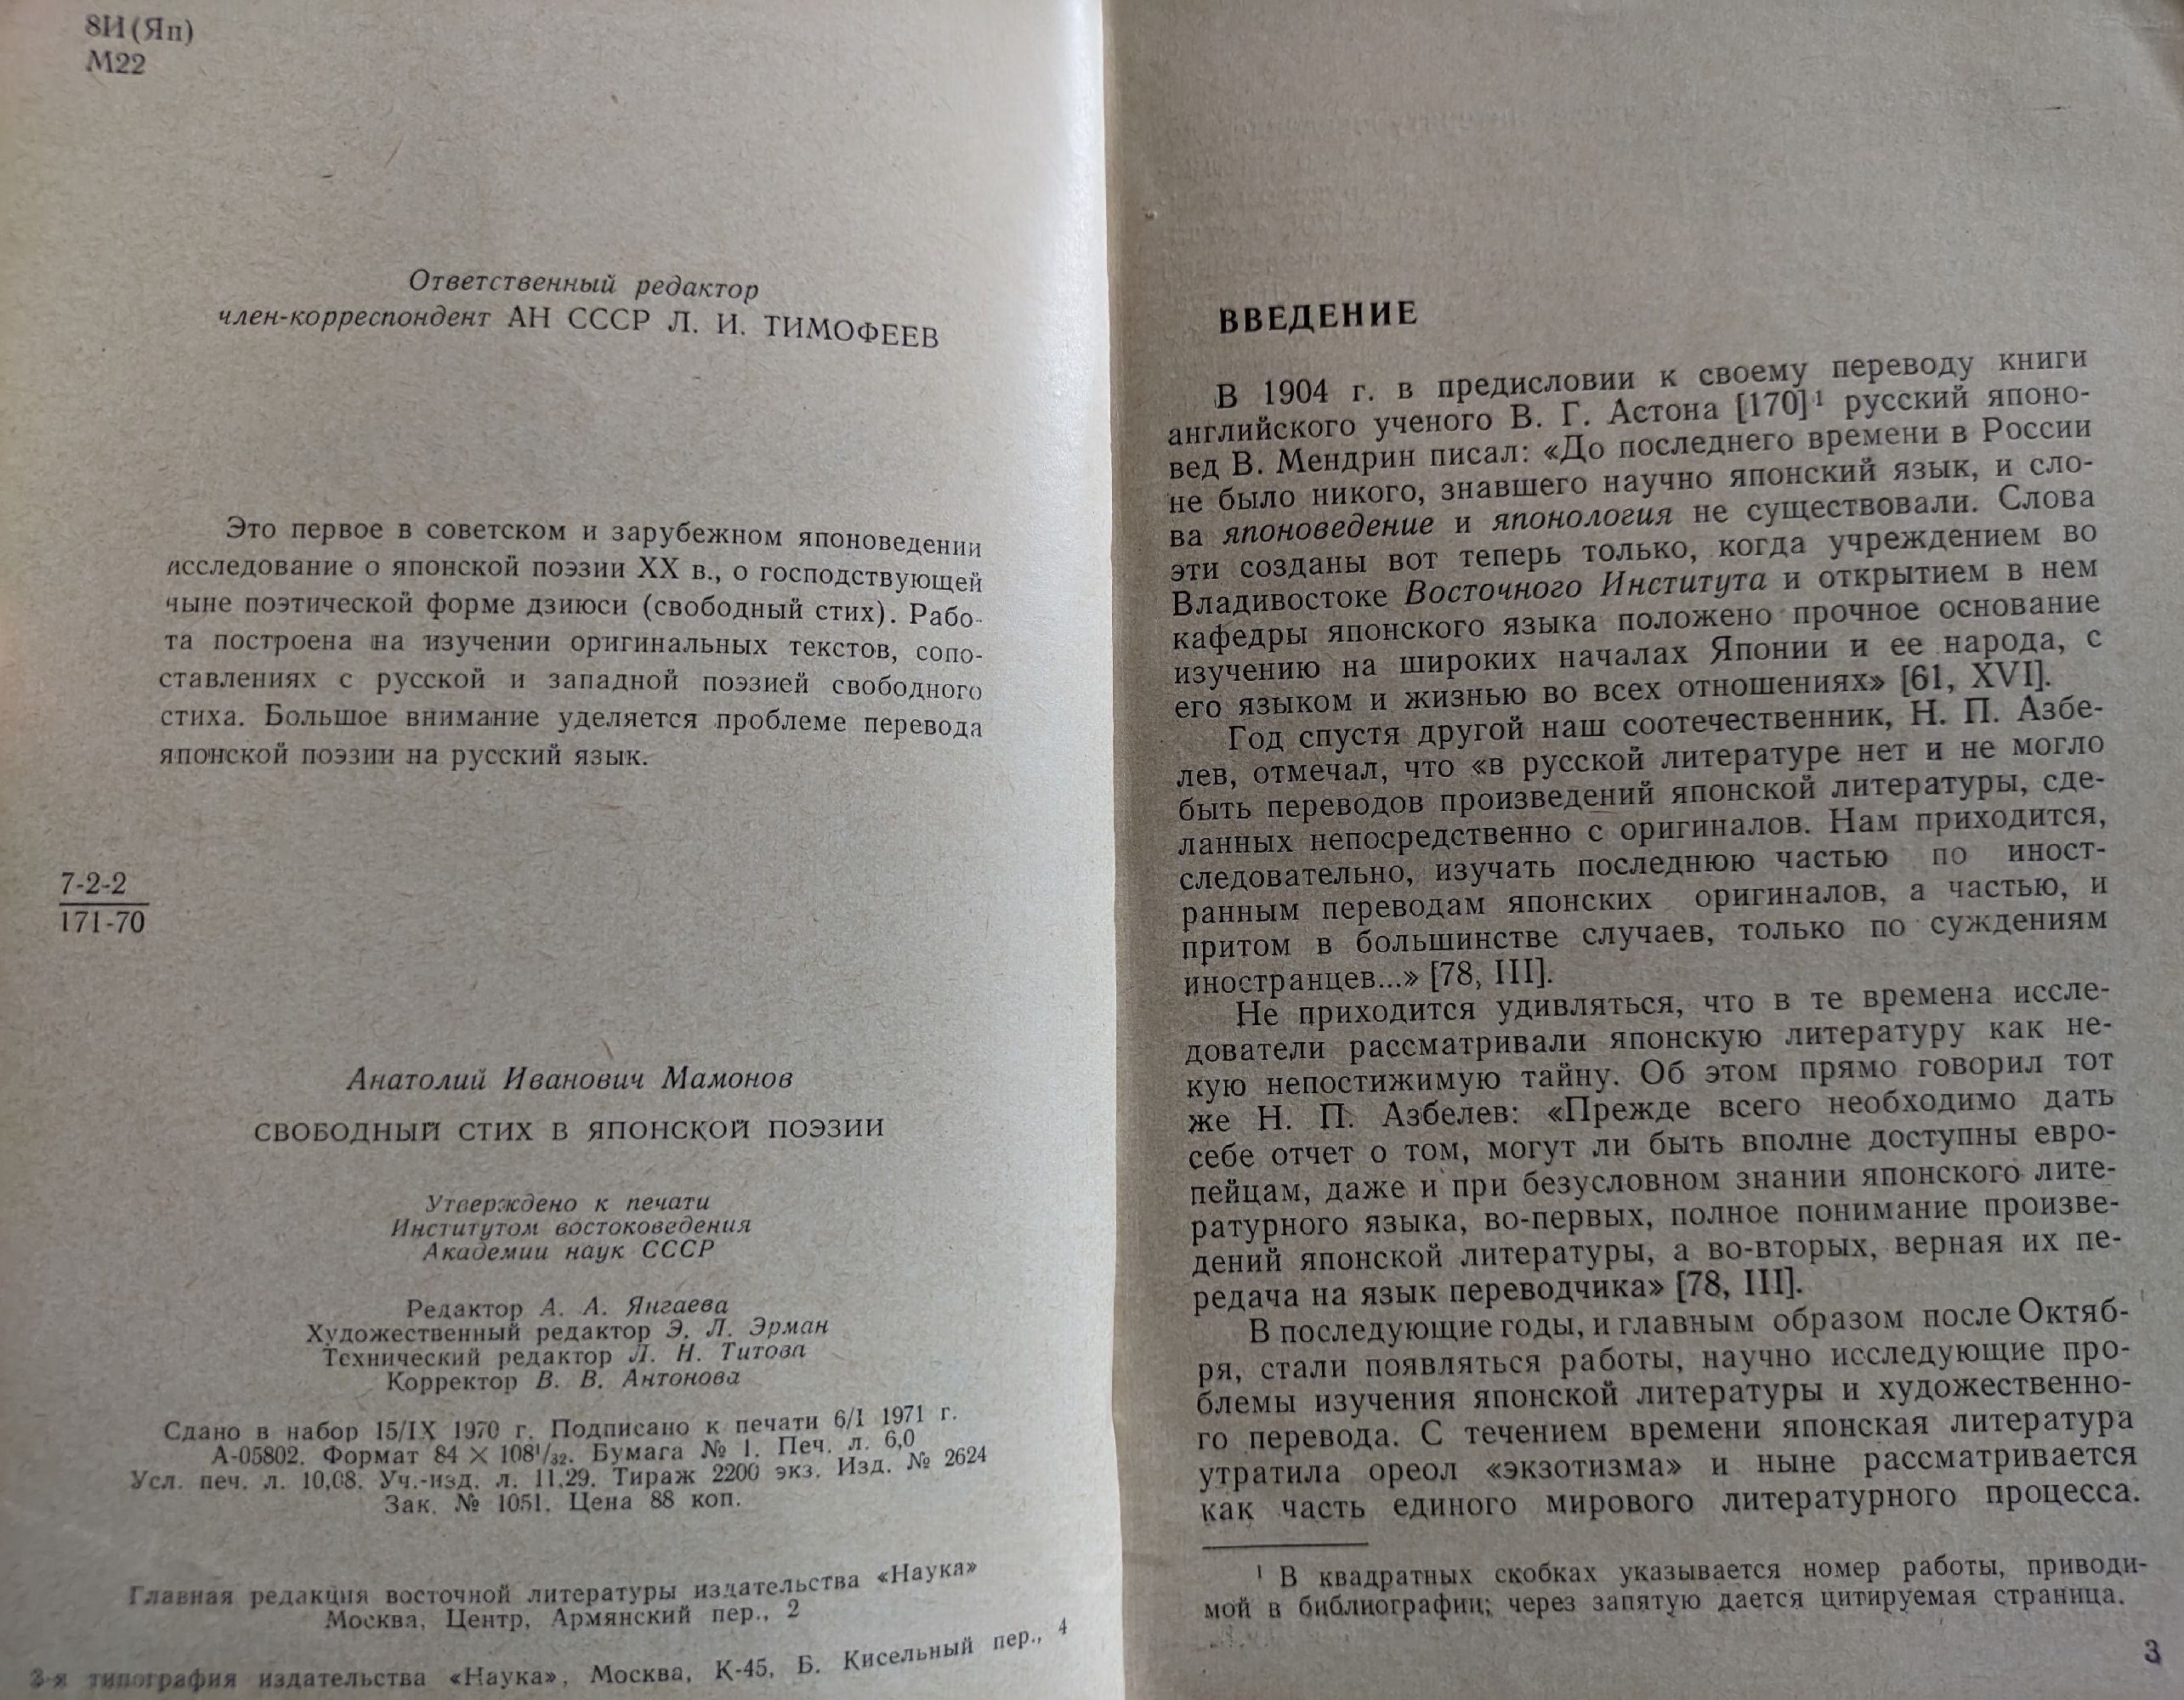 8И(Яп)
М22
Ответственный редактор
член-корреспондент АН СССР Л. И. ТИМОФЕЕВ
Это первое в советском и зарубежном японоведении
исследование о японской поэзии XX в., о господствующей
ныне поэтической форме дзиюси (свободный стих). Рабо-
та построена на изучении оригинальных текстов, сопо-
ставлениях с русской и западной поэзией свободного
стиха. Большое внимание уделяется проблеме перевода
японской поэзии на русский язык.
7-2-2
171-70
Анатолий Иванович Мамонов
СВОБОДНЫЙ СТИХ В ЯПОНСКОЙ ПОЭЗИИ
Утверждено к печати
Институтом востоковедения
Академии наук СССР
Редактор А. А. Янгаева
Художественный редактор Э. Л. Эрман
Технический редактор Л. Н. Титова
Корректор В. В. Антонова
Сдано в набор 15/IX 1970 г. Подписано к печати 6/I 1971 г.
А-05802. Формат 84 × 108¹/₃₂. Бумага № 1. Печ. л. 6,0
Усл. печ. л. 10,08. Уч.-изд. л. 11,29. Тираж 2200 экз. Изд. № 2624
Зак. № 1051. Цена 88 коп.
Главная редакция восточной литературы издательства «Наука»
Москва, Центр, Армянский пер., 2
3-я типография издательства «Наука», Москва, К-45, Б. Кисельный пер., 4
ВВЕДЕНИЕ
В 1904 г. в предисловии к своему переводу книги
английского ученого В. Г. Астона [170]¹ русский японо-
вед В. Мендрин писал: «До последнего времени в России
не было никого, знавшего научно японский язык, и сло-
ва японоведение и японология не существовали. Слова
эти созданы вот теперь только, когда учреждением во
Владивостоке Восточного Института и открытием в нем
кафедры японского языка положено прочное основание
изучению на широких началах Японии и ее народа, с
его языком и жизнью во всех отношениях» [61, XVI].
Год спустя другой наш соотечественник, Н. П. Азбе-
лев, отмечал, что «в русской литературе нет и не могло
быть переводов произведений японской литературы, сде-
ланных непосредственно с оригиналов. Нам приходится,
следовательно, изучать последнюю частью по иност-
ранным переводам японских оригиналов, а частью, и
притом в большинстве случаев, только по суждениям
иностранцев...» [78, III].
Не приходится удивляться, что в те времена иссле-
дователи рассматривали японскую литературу как не-
кую непостижимую тайну. Об этом прямо говорил тот
же Н. П. Азбелев: «Прежде всего необходимо дать
себе отчет о том, могут ли быть вполне доступны евро-
пейцам, даже и при безусловном знании японского лите-
ратурного языка, во-первых, полное понимание произве-
дений японской литературы, а во-вторых, верная их пе-
редача на язык переводчика» [78, III].
В последующие годы, и главным образом после Октяб-
ря, стали появляться работы, научно исследующие про-
блемы изучения японской литературы и художественно-
го перевода. С течением времени японская литература
утратила ореол «экзотизма» и ныне рассматривается
как часть единого мирового литературного процесса.
¹ В квадратных скобках указывается номер работы, приводи-
мой в библиографии; через запятую дается цитируемая страница.
3